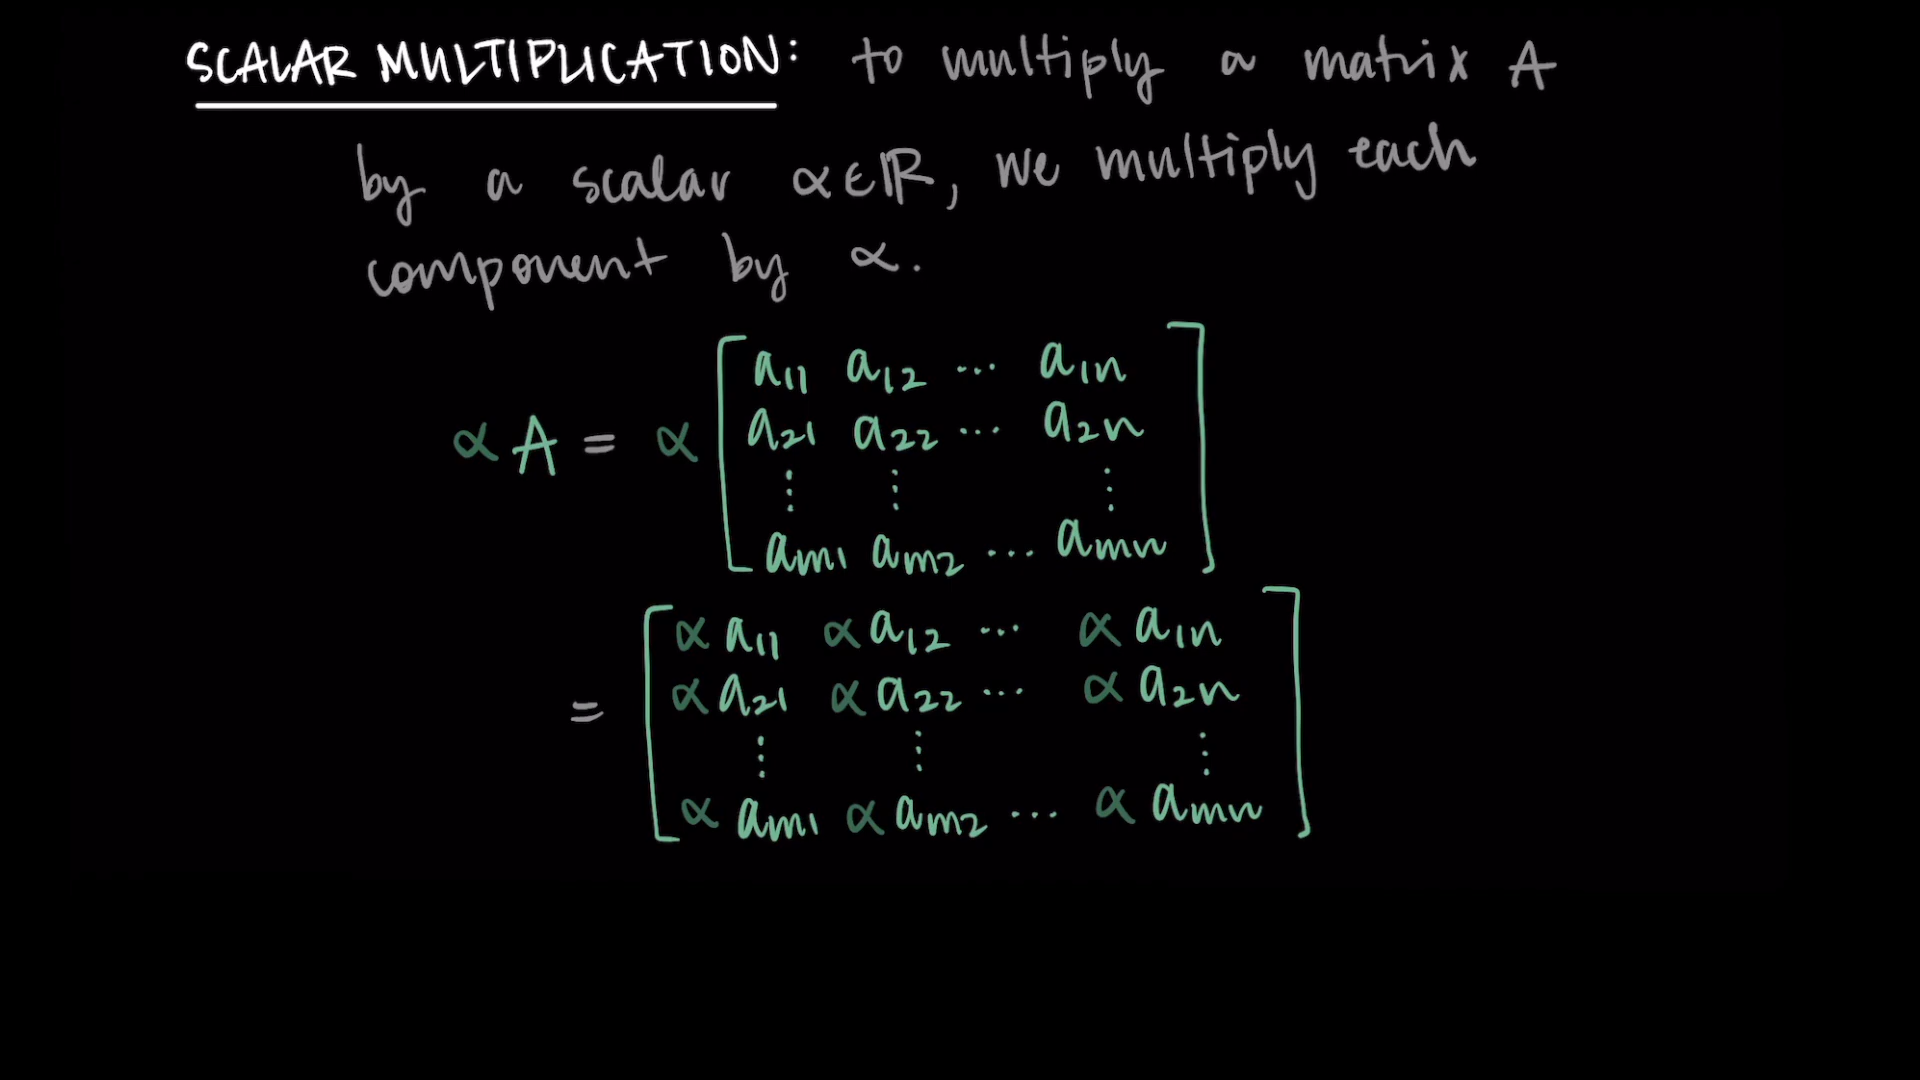 SCALAR MULTIPLICATION: to multiply a matrix A
by a scalar α∈ℝ, we multiply each
component by α.
a11 a12 ... a1n
αA = α a21 a22 ... a2n
⋮ ⋮ ⋮
am1 am2 ... amn
αa11 αa12 ... αa1n
= αa21 αa22 ... αa2n
⋮ ⋮ ⋮
αam1 αam2 ... αamn